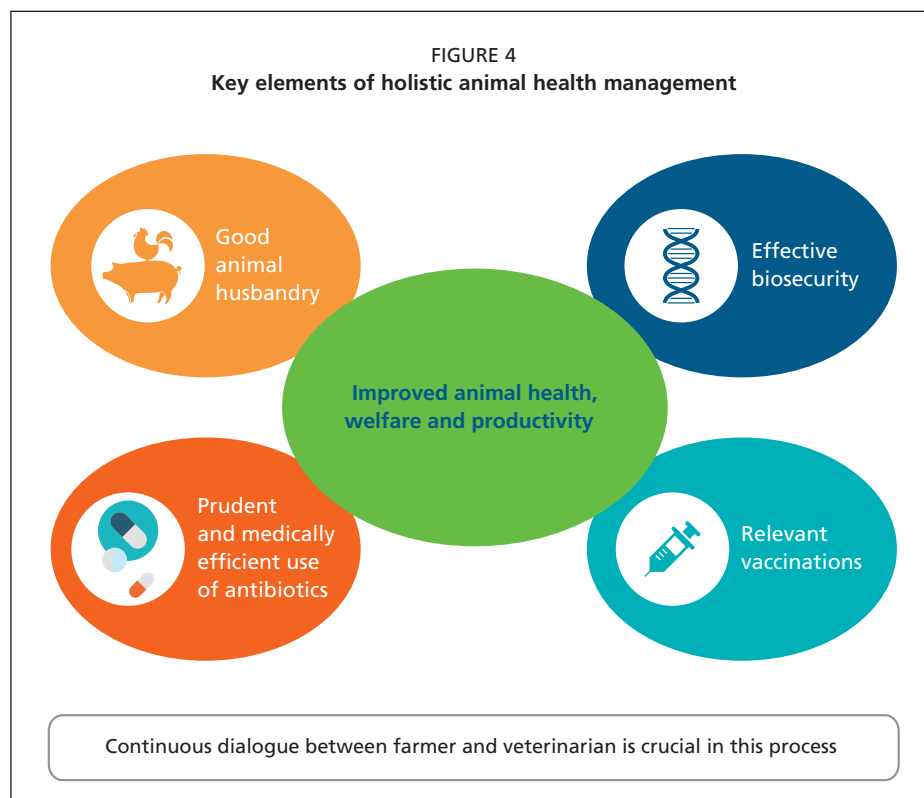 FIGURE 4
Key elements of holistic animal health management
Good
animal
husbandry
Effective
biosecurity
Improved animal health,
welfare and productivity
Prudent
and medically
efficient use
of antibiotics
Relevant
vaccinations
Continuous dialogue between farmer and veterinarian is crucial in this process